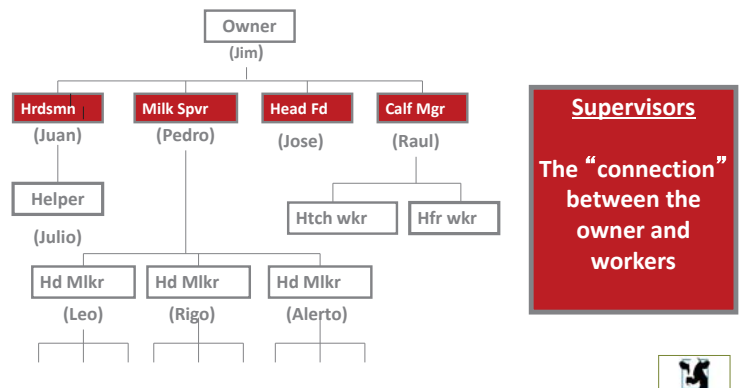 Owner
(Jim)
Hrdsmn
Milk Spvr
Head Fd
Calf Mgr
(Juan)
(Pedro)
(Jose)
(Raul)
Helper
(Julio)
Htch wkr
Hfr wkr
Hd Mlkr
Hd Mlkr
Hd Mlkr
(Leo)
(Rigo)
(Alerto)
Supervisors
The “connection”
between the
owner and
workers